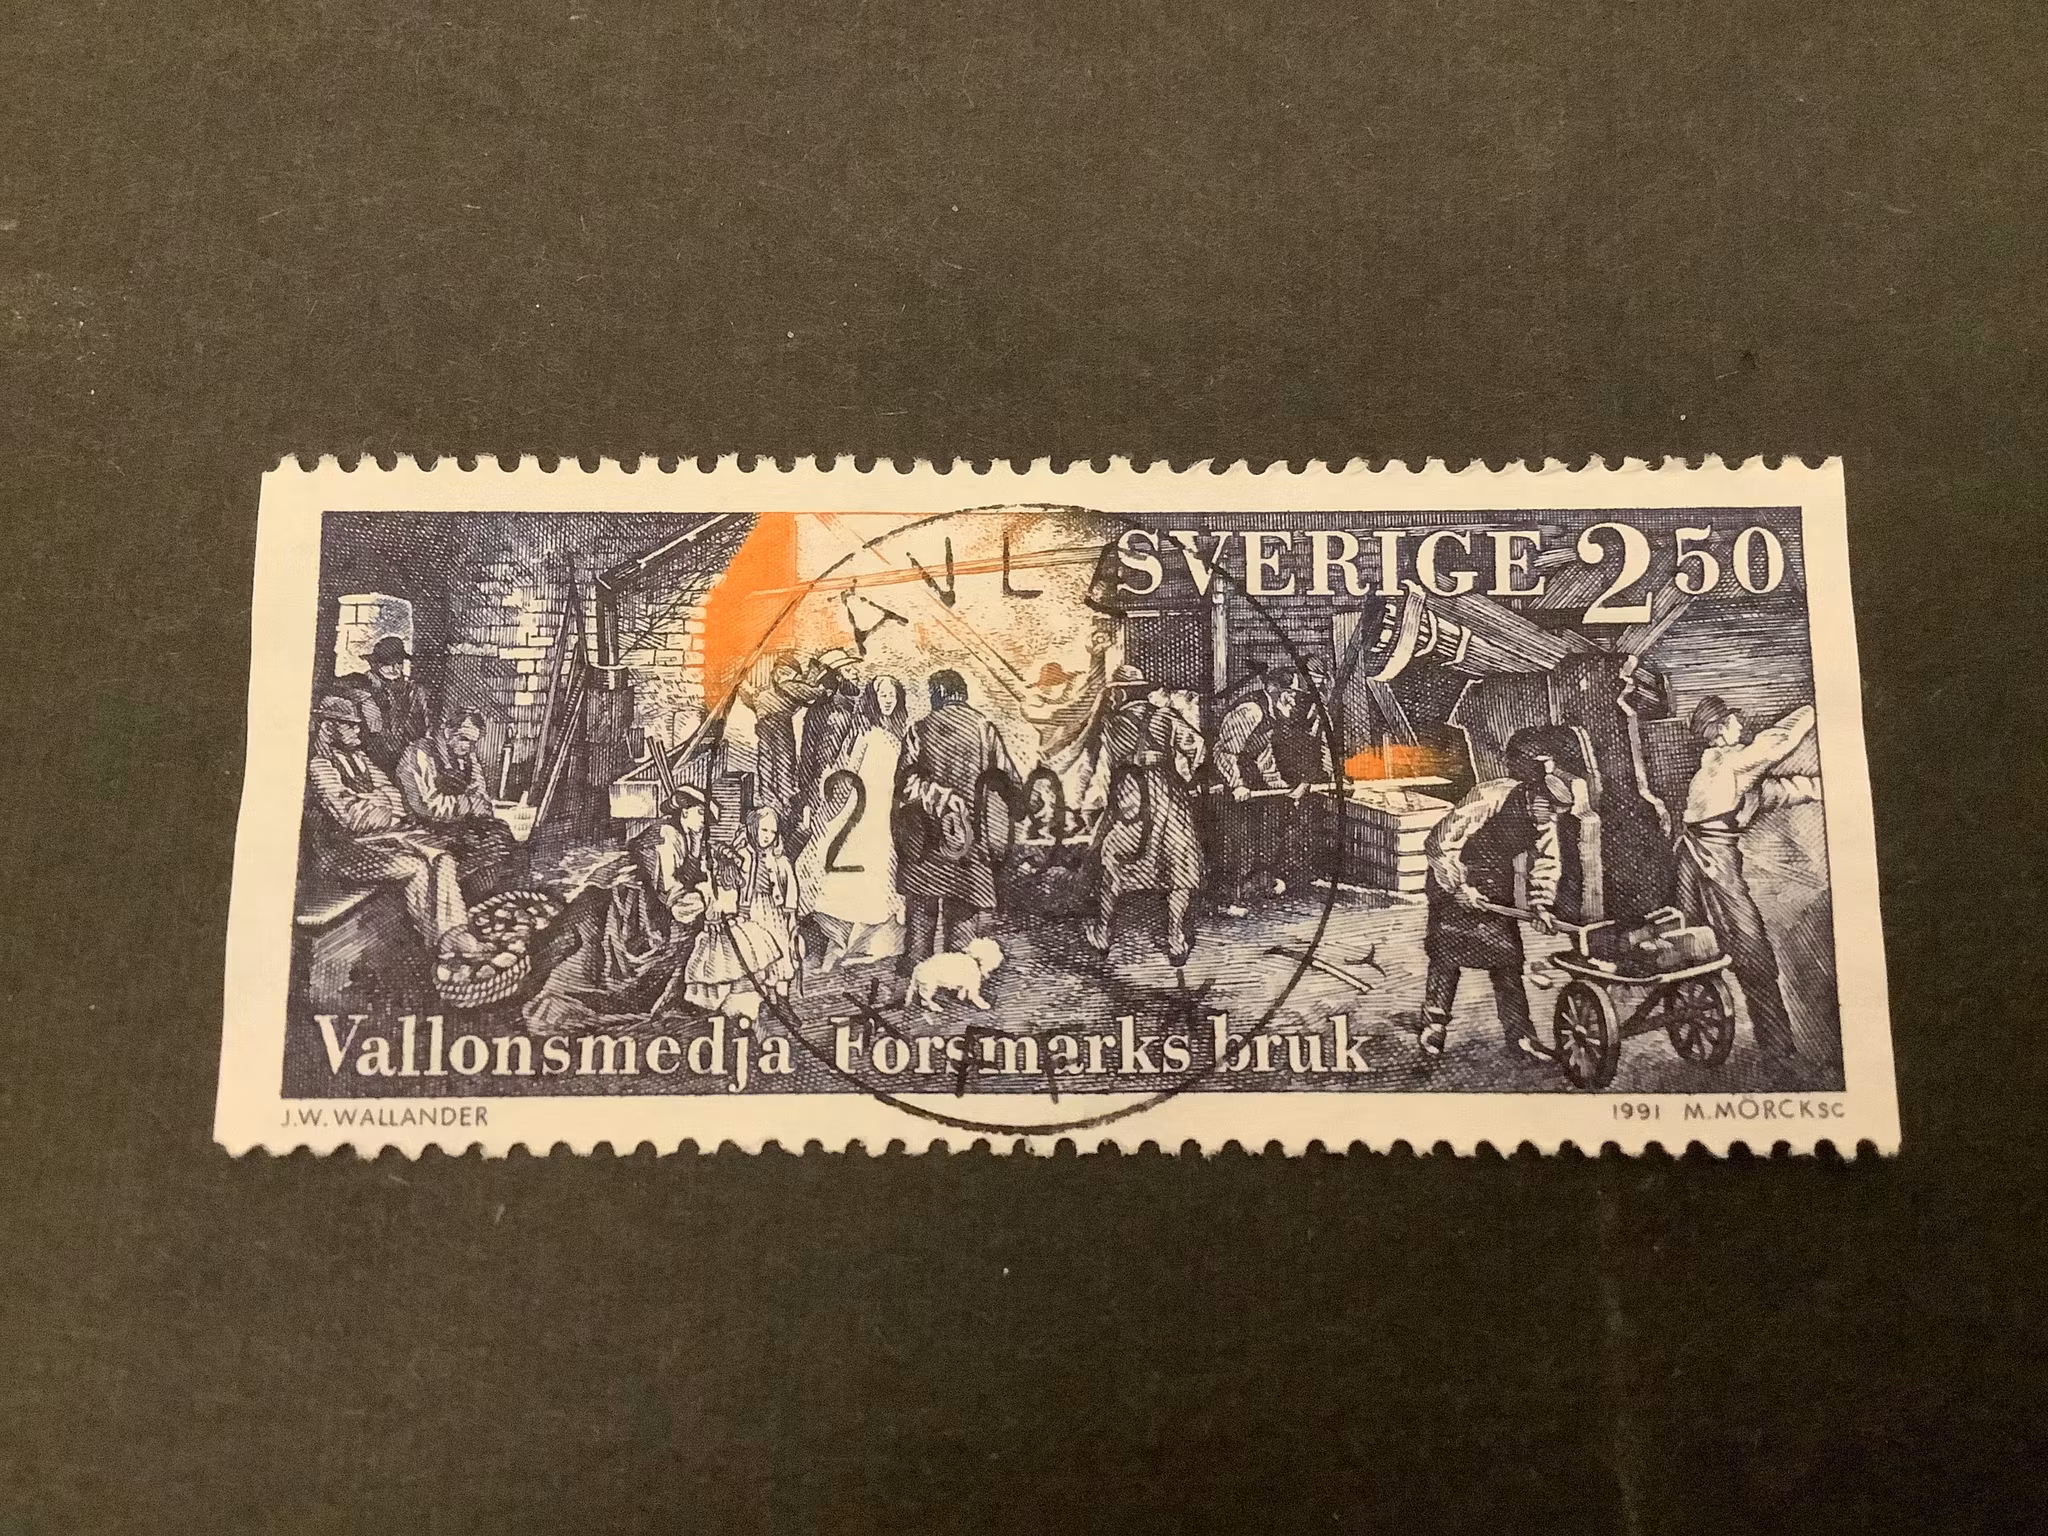 SVERIGE 2 50
Vallonsmedja Forsmarks bruk
J.W. WALLANDER
1991 M.MÖRCK SC